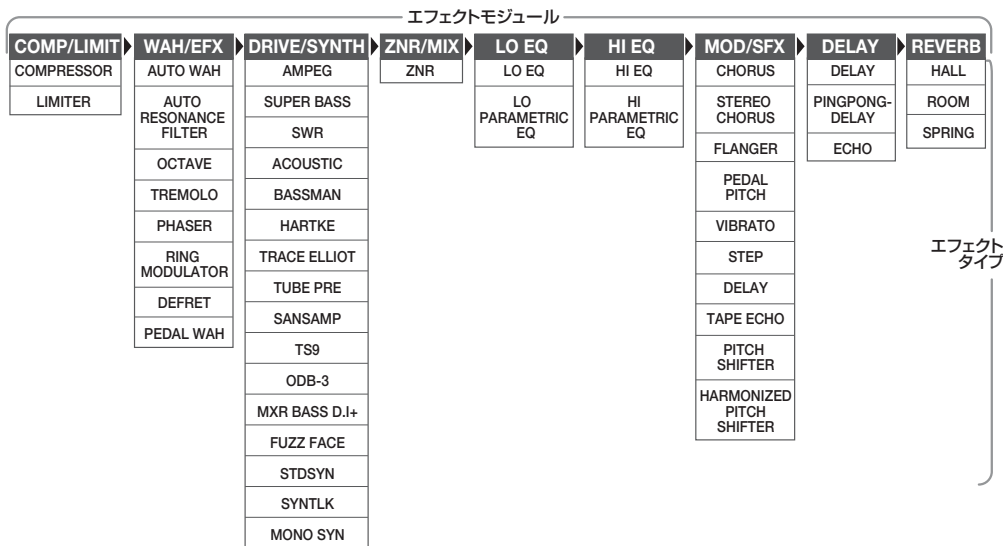 エフェクトモジュール
COMP/LIMIT
WAH/EFX
DRIVE/SYNTH
ZNR/MIX
LO EQ
HI EQ
MOD/SFX
DELAY
REVERB
COMPRESSOR
LIMITER
AUTO WAH
AUTO
RESONANCE
FILTER
OCTAVE
TREMOLO
PHASER
RING
MODULATOR
DEFRET
PEDAL WAH
AMPEG
SUPER BASS
SWR
ACOUSTIC
BASSMAN
HARTKE
TRACE ELLIOT
TUBE PRE
SANSAMP
TS9
ODB-3
MXR BASS D.I+
FUZZ FACE
STDSYN
SYNTLK
MONO SYN
ZNR
LO EQ
LO
PARAMETRIC
EQ
HI EQ
HI
PARAMETRIC
EQ
CHORUS
STEREO
CHORUS
FLANGER
PEDAL
PITCH
VIBRATO
STEP
DELAY
TAPE ECHO
PITCH
SHIFTER
HARMONIZED
PITCH
SHIFTER
DELAY
PINGPONG-
DELAY
ECHO
HALL
ROOM
SPRING
エフェクト
タイプ